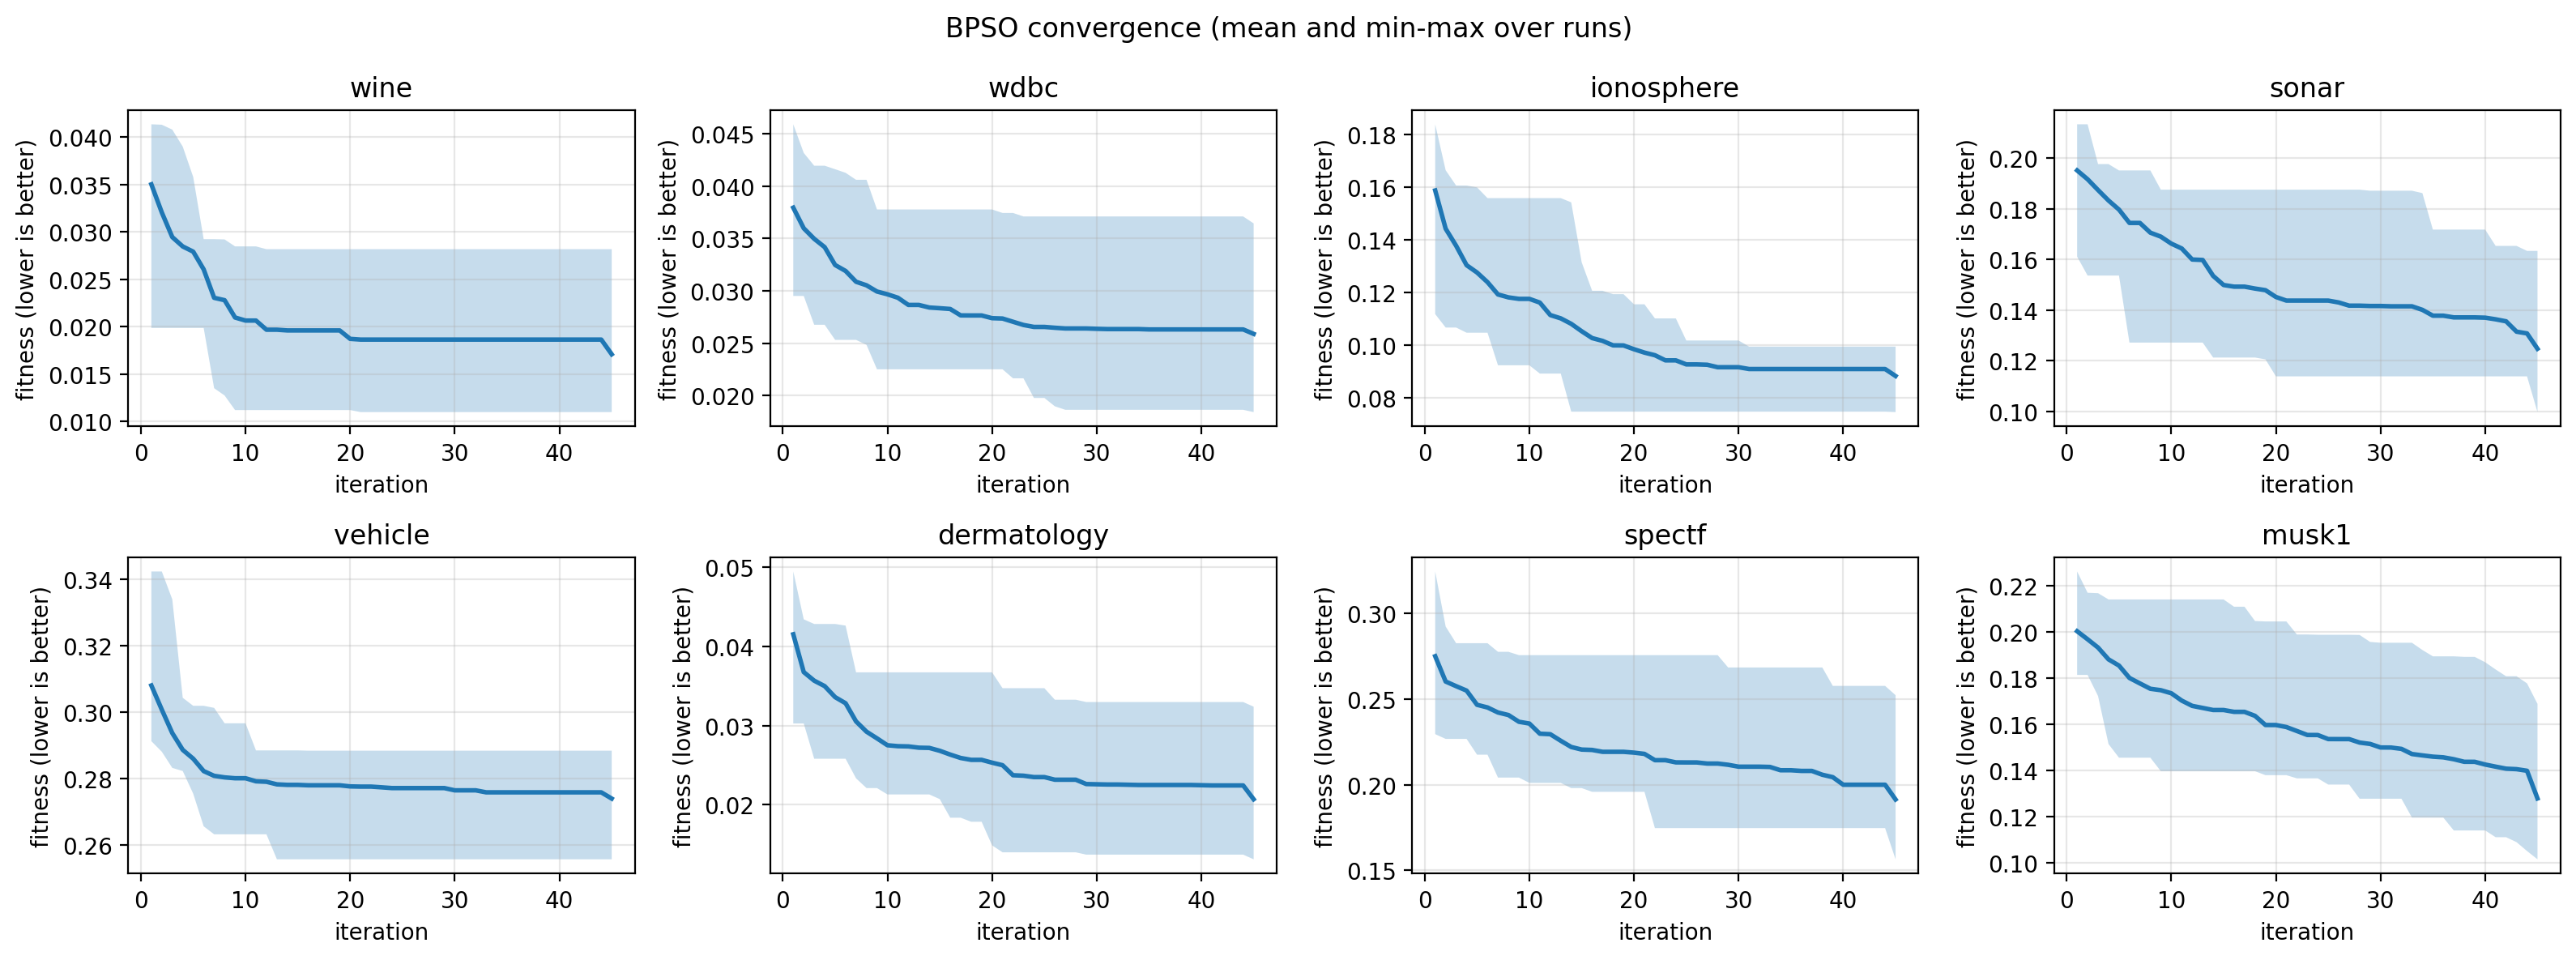 BPSO convergence (mean and min-max over runs)
wine
fitness (lower is better)
0.040
0.035
0.030
0.025
0.020
0.015
0.010
0 10 20 30 40
iteration
wdbc
fitness (lower is better)
0.045
0.040
0.035
0.030
0.025
0.020
0 10 20 30 40
iteration
ionosphere
fitness (lower is better)
0.18
0.16
0.14
0.12
0.10
0.08
0 10 20 30 40
iteration
sonar
fitness (lower is better)
0.20
0.18
0.16
0.14
0.12
0.10
0 10 20 30 40
iteration
vehicle
fitness (lower is better)
0.34
0.32
0.30
0.28
0.26
0 10 20 30 40
iteration
dermatology
fitness (lower is better)
0.05
0.04
0.03
0.02
0 10 20 30 40
iteration
spectf
fitness (lower is better)
0.30
0.25
0.20
0.15
0 10 20 30 40
iteration
musk1
fitness (lower is better)
0.22
0.20
0.18
0.16
0.14
0.12
0.10
0 10 20 30 40
iteration